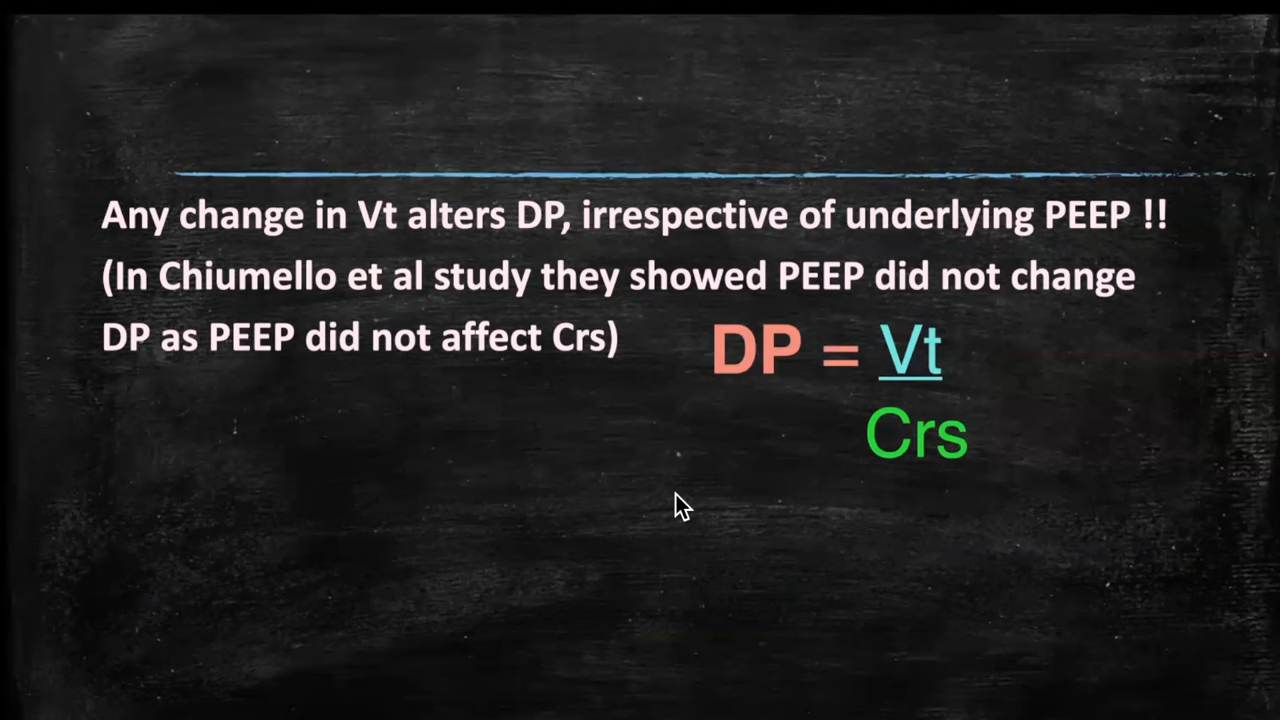 Any change in Vt alters DP, irrespective of underlying PEEP !!
(In Chiumello et al study they showed PEEP did not change
DP as PEEP did not affect Crs)
DP = Vt
Crs